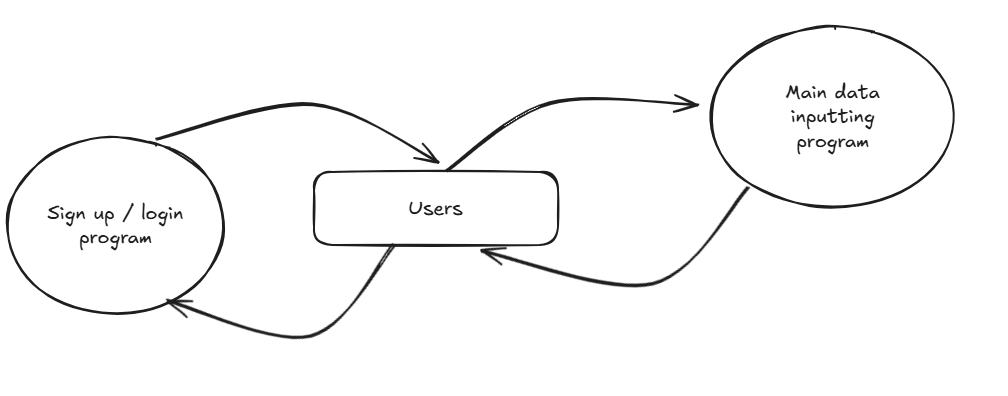 Sign up / login
program
Users
Main data
inputting
program